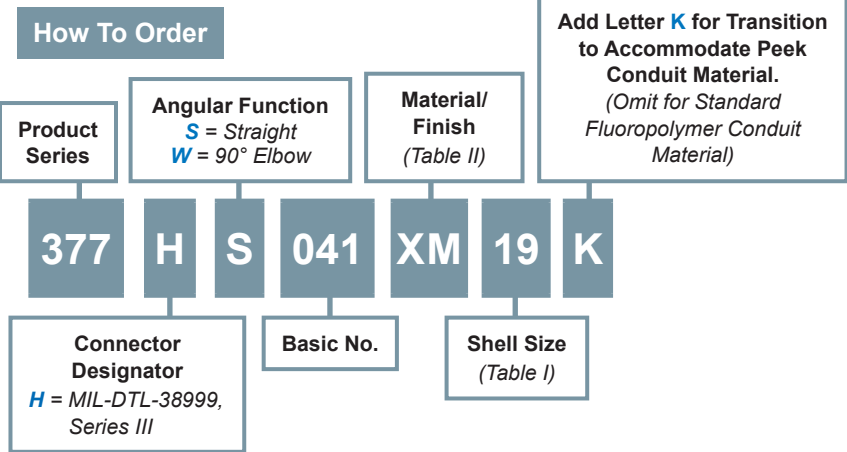 How To Order
Add Letter K for Transition
to Accommodate Peek
Conduit Material.
(Omit for Standard
Fluoropolymer Conduit
Material)
Product
Series
Angular Function
S = Straight
W = 90° Elbow
Material/
Finish
(Table II)
377 H S 041 XM 19 K
Connector
Designator
H = MIL-DTL-38999,
Series III
Basic No.
Shell Size
(Table I)